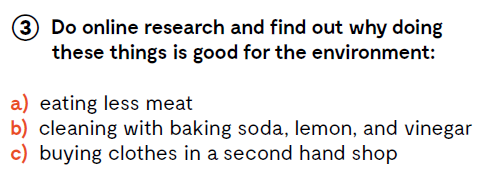 3 Do online research and find out why doing
these things is good for the environment:
a) eating less meat
b) cleaning with baking soda, lemon, and vinegar
c) buying clothes in a second hand shop